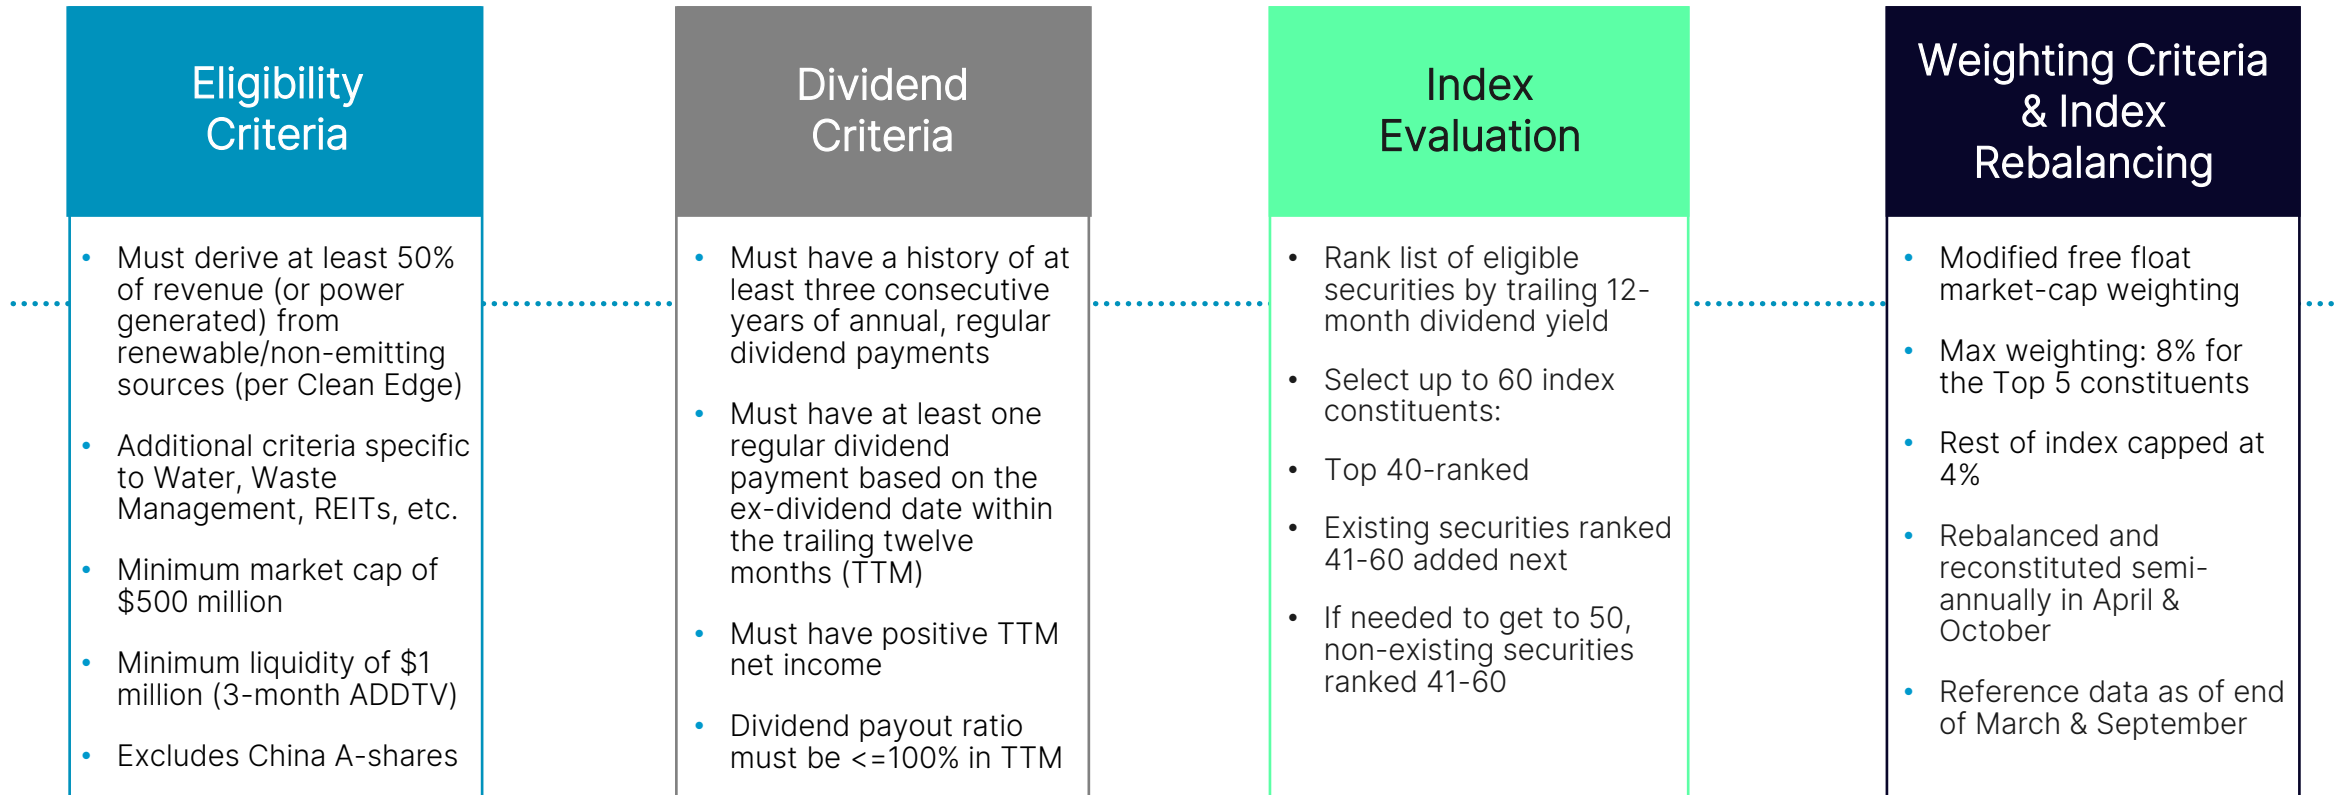 Eligibility
Criteria
• Must derive at least 50%
of revenue (or power
generated) from
renewable/non-emitting
sources (per Clean Edge)
• Additional criteria specific
to Water, Waste
Management, REITs, etc.
• Minimum market cap of
$500 million
• Minimum liquidity of $1
million (3-month ADDTV)
• Excludes China A-shares
Dividend
Criteria
• Must have a history of at
least three consecutive
years of annual, regular
dividend payments
• Must have at least one
regular dividend
payment based on the
ex-dividend date within
the trailing twelve
months (TTM)
• Must have positive TTM
net income
• Dividend payout ratio
must be <=100% in TTM
Index
Evaluation
• Rank list of eligible
securities by trailing 12-
month dividend yield
• Select up to 60 index
constituents:
• Top 40-ranked
• Existing securities ranked
41-60 added next
• If needed to get to 50,
non-existing securities
ranked 41-60
Weighting Criteria
& Index
Rebalancing
• Modified free float
market-cap weighting
• Max weighting: 8% for
the Top 5 constituents
• Rest of index capped at
4%
• Rebalanced and
reconstituted semi-
annually in April &
October
• Reference data as of end
of March & September